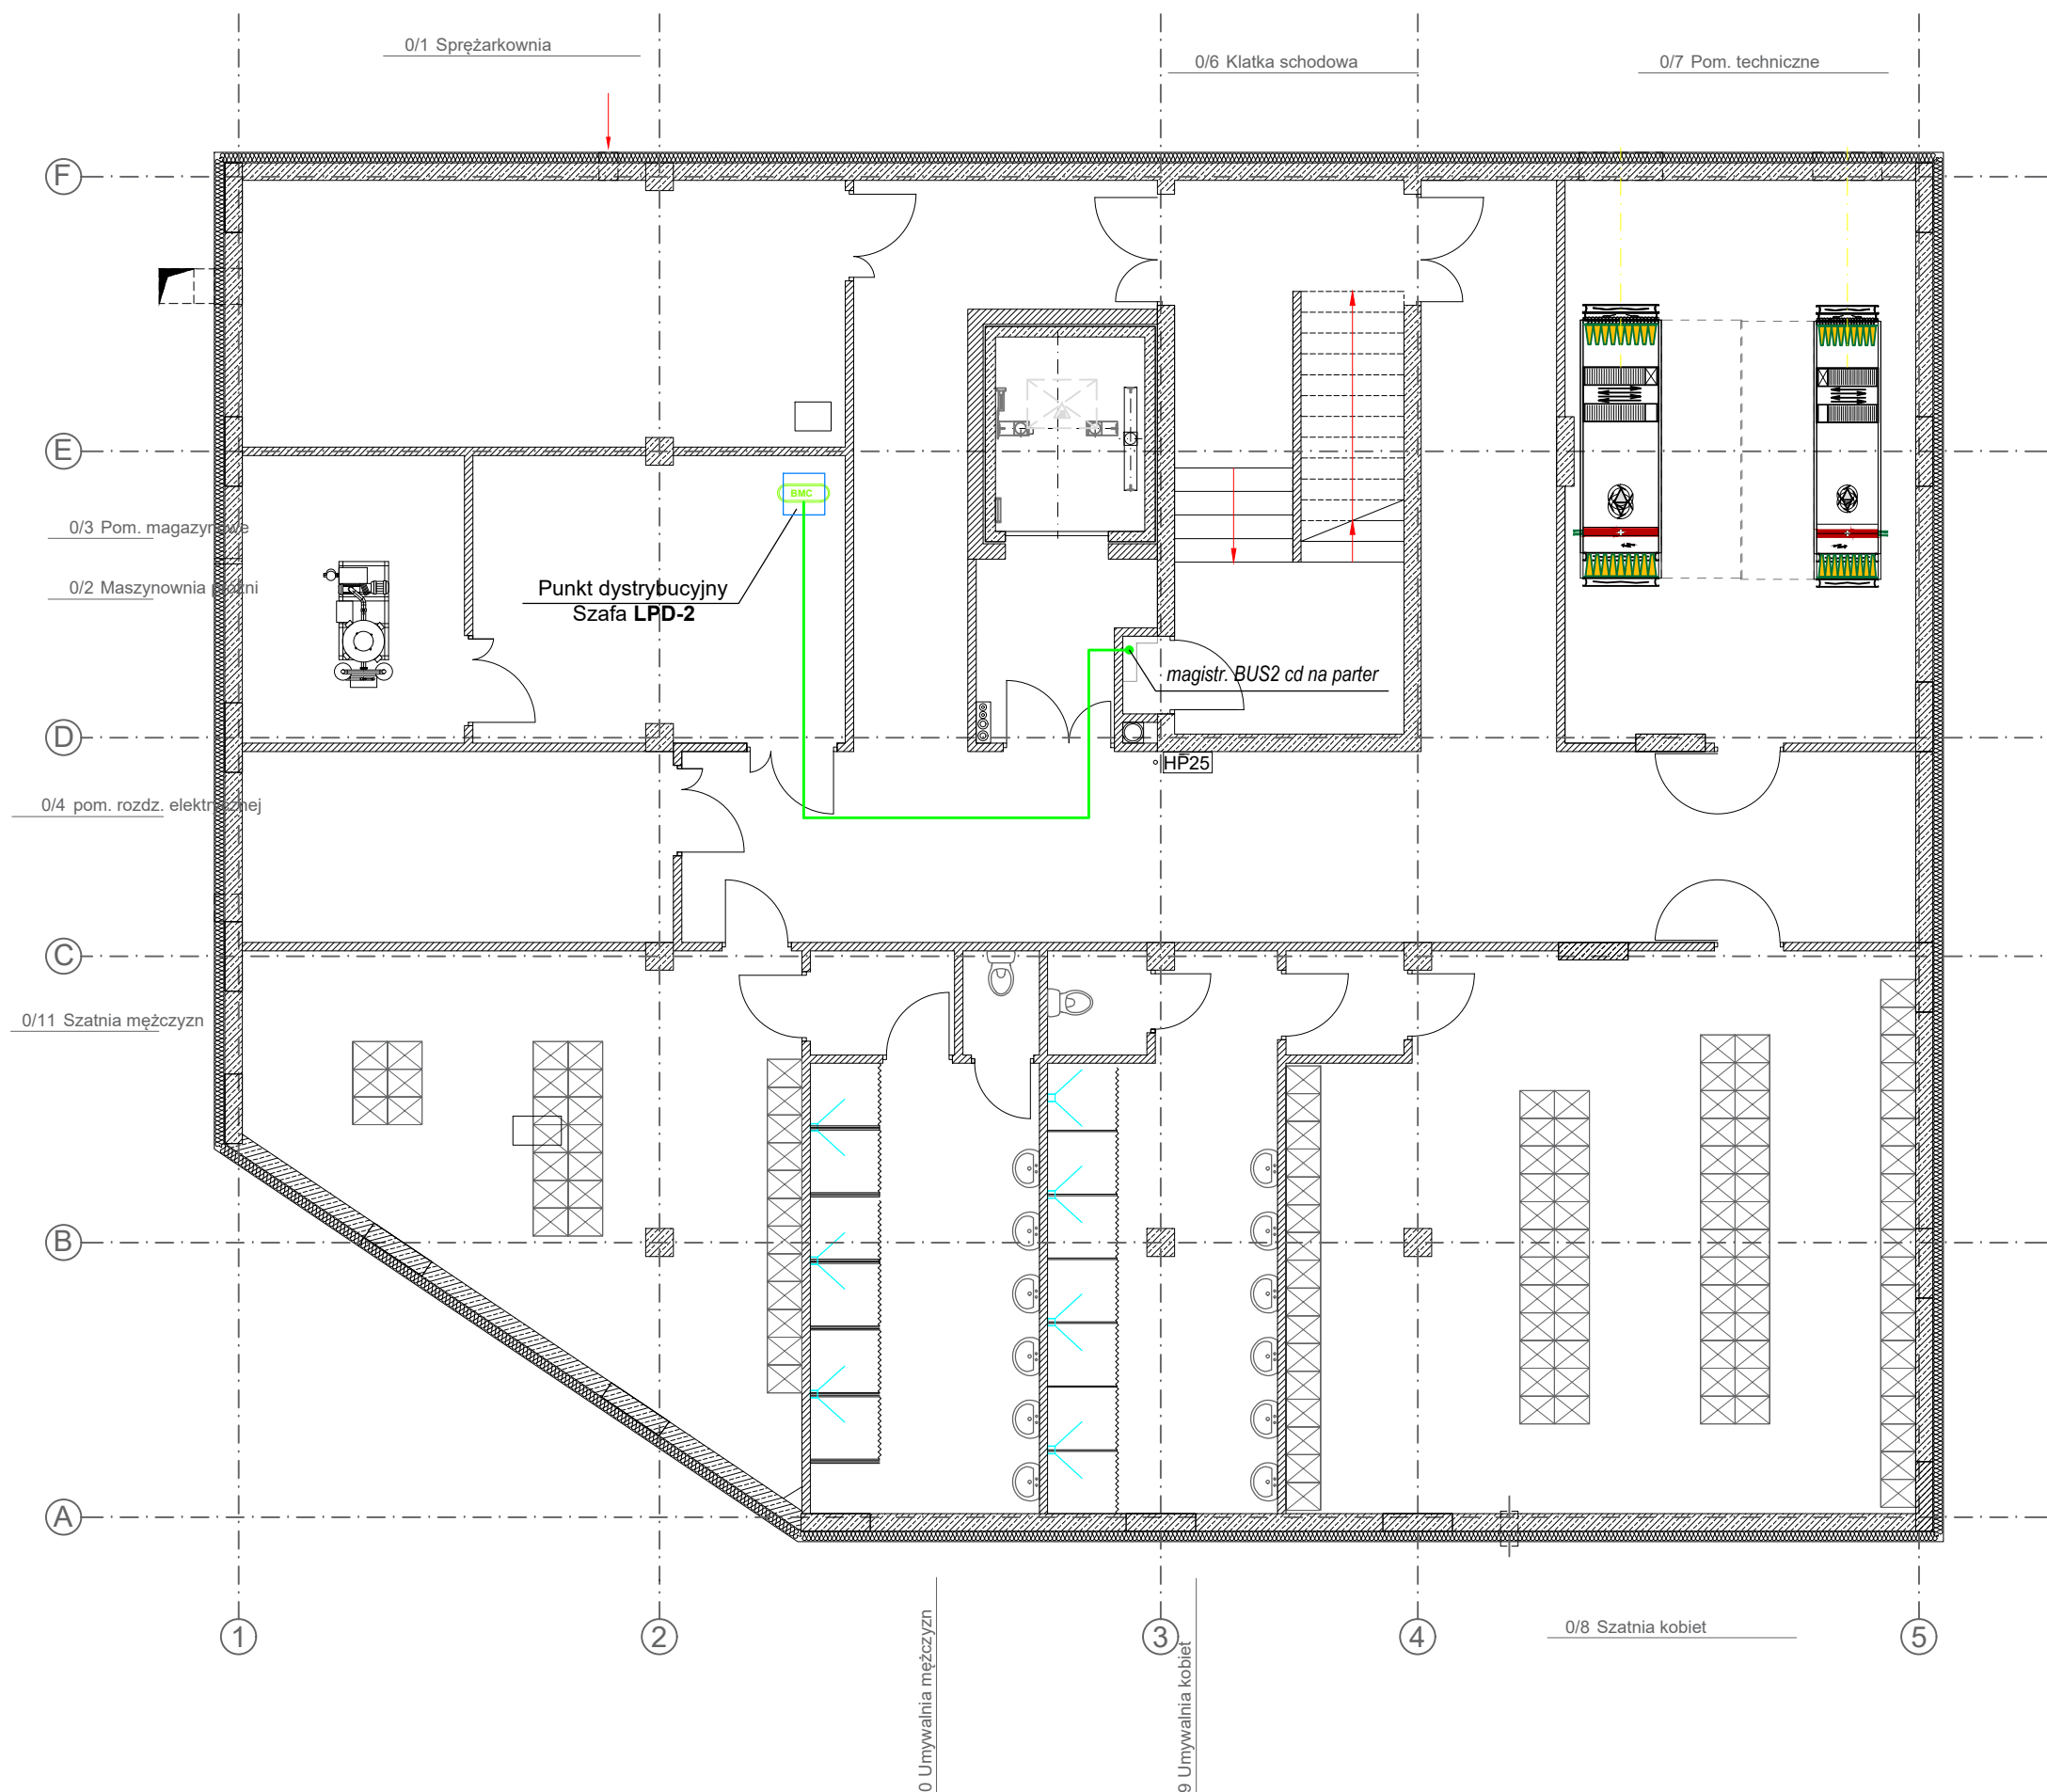 0/1 Sprężarkownia
0/6 Klatka schodowa
0/7 Pom. techniczne
F
E
BMC
0/3 Pom. magazynowe
0/2 Maszynownia próżni
Punkt dystrybucyjny
Szafa LPD-2
magistr. BUS2 cd na parter
D
HP25
0/4 pom. rozdz. elektrycznej
C
0/11 Szatnia mężczyzn
B
A
1
2
3
4
5
0/8 Szatnia kobiet
0 Umywalnia mężczyzn
9 Umywalnia kobiet